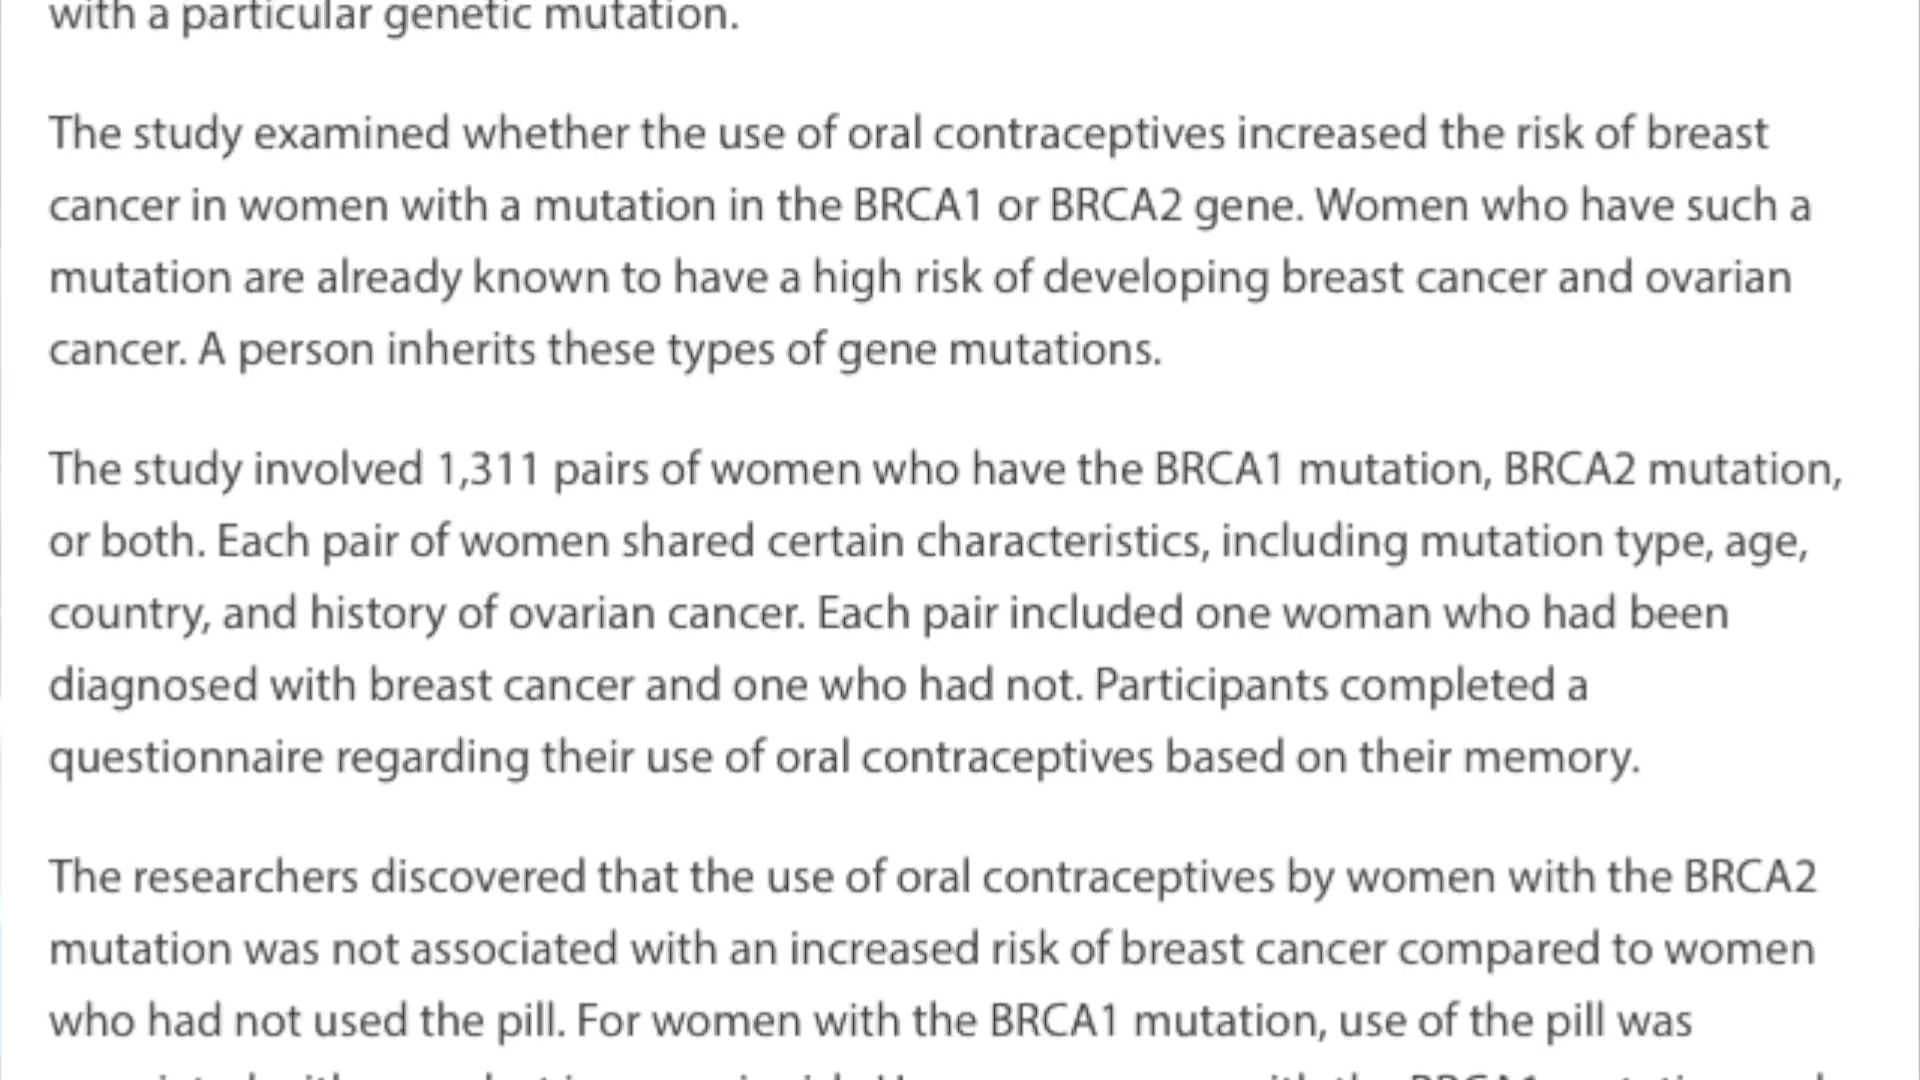 with a particular genetic mutation.
The study examined whether the use of oral contraceptives increased the risk of breast
cancer in women with a mutation in the BRCA1 or BRCA2 gene. Women who have such a
mutation are already known to have a high risk of developing breast cancer and ovarian
cancer. A person inherits these types of gene mutations.
The study involved 1,311 pairs of women who have the BRCA1 mutation, BRCA2 mutation,
or both. Each pair of women shared certain characteristics, including mutation type, age,
country, and history of ovarian cancer. Each pair included one woman who had been
diagnosed with breast cancer and one who had not. Participants completed a
questionnaire regarding their use of oral contraceptives based on their memory.
The researchers discovered that the use of oral contraceptives by women with the BRCA2
mutation was not associated with an increased risk of breast cancer compared to women
who had not used the pill. For women with the BRCA1 mutation, use of the pill was